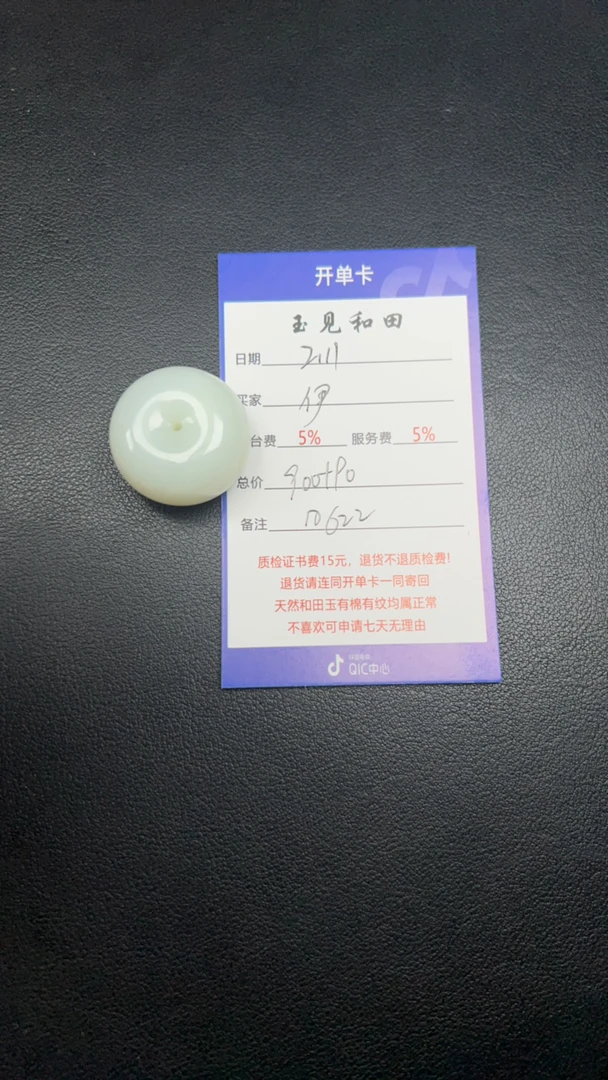 开单卡
玉见和田
日期 2.11
买家 伊
台费 5% 服务费 5%
总价 900+90
备注 622
质检证书费15元，退货不退质检费!
退货请连同开单卡一同寄回
天然和田玉有棉有纹均属正常
不喜欢可申请七天无理由
QIC中心